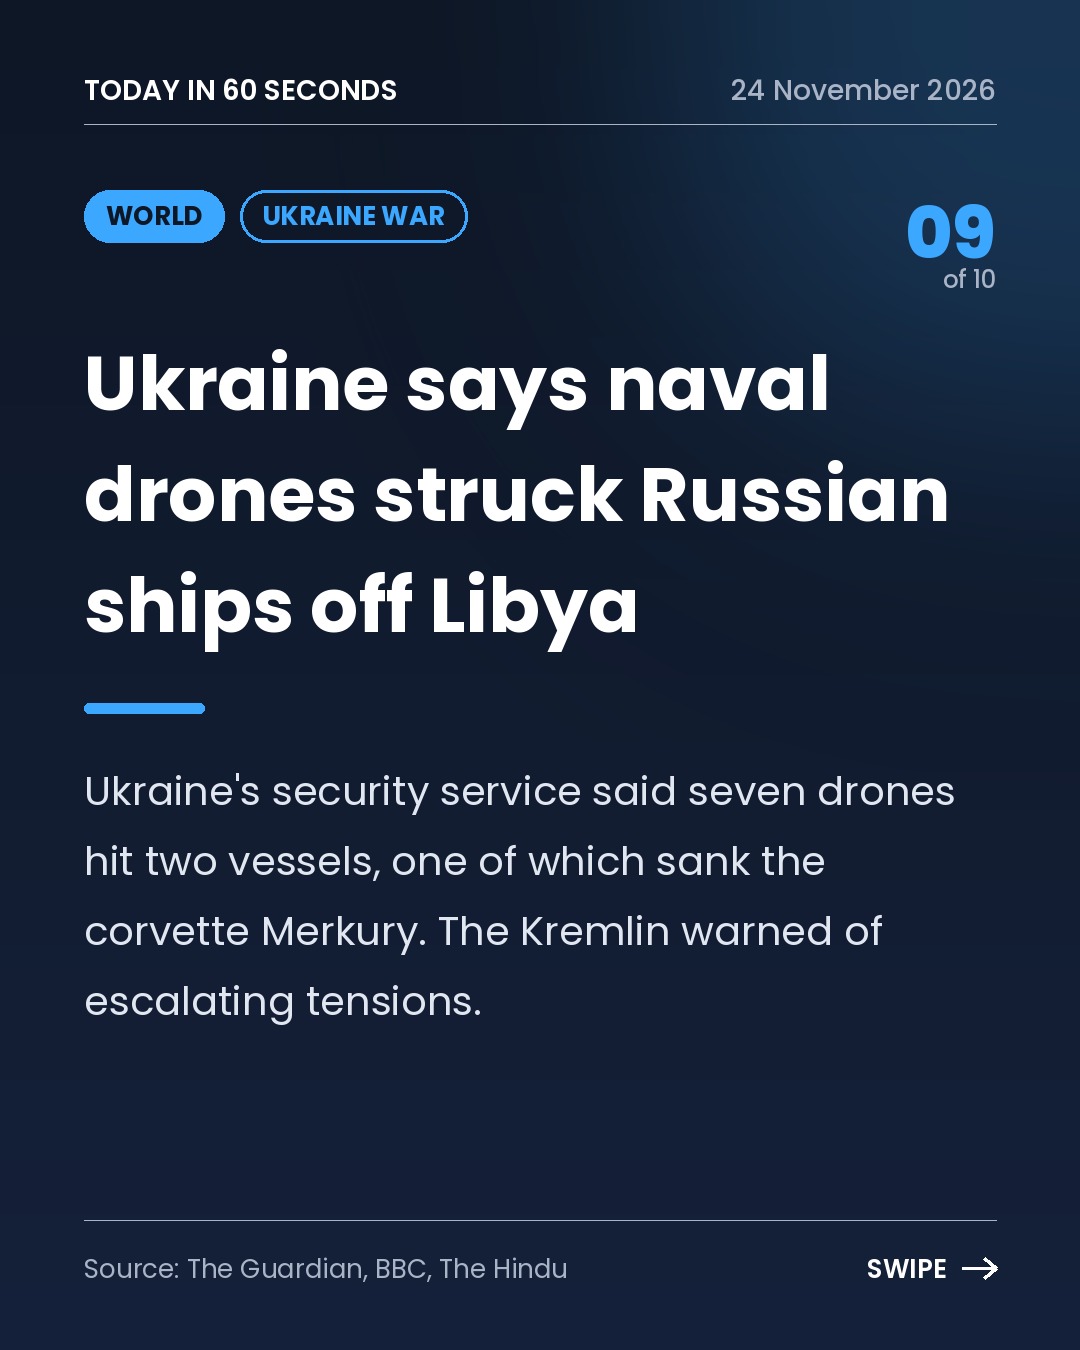 TODAY IN 60 SECONDS
24 November 2026
WORLD
UKRAINE WAR
09
of 10
Ukraine says naval
drones struck Russian
ships off Libya
Ukraine's security service said seven drones
hit two vessels, one of which sank the
corvette Merkury. The Kremlin warned of
escalating tensions.
Source: The Guardian, BBC, The Hindu
SWIPE →